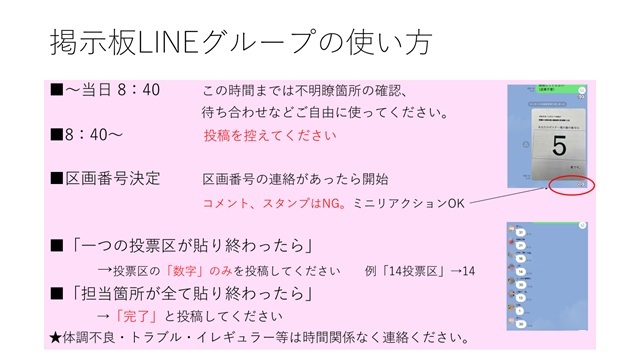 掲示板LINEグループの使い方
■～当日 8：40　この時間までは不明瞭箇所の確認、
待ち合わせなどご自由に使ってください。
■8：40～　投稿を控えてください
■区画番号決定　区画番号の連絡があったら開始
コメント、スタンプはNG。ミニリアクションOK
5
■「一つの投票区が貼り終わったら」
→投票区の「数字」のみを投稿してください　例「14投票区」→14
■「担当箇所が全て貼り終わったら」
→「完了」と投稿してください
★体調不良・トラブル・イレギュラー等は時間関係なく連絡ください。